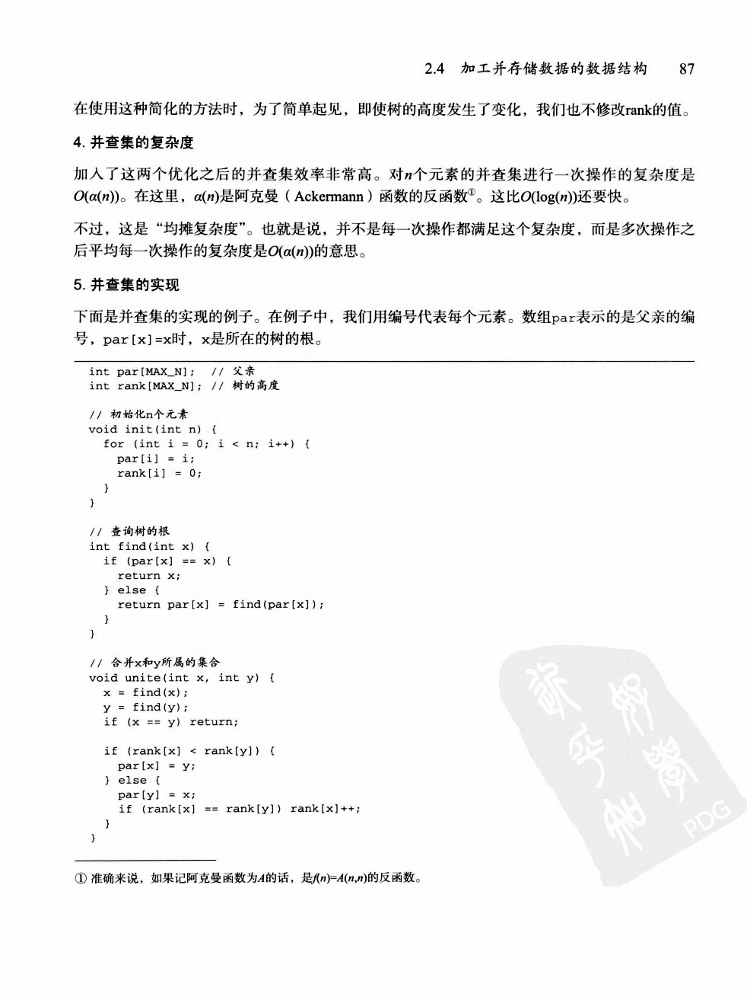 2.4 加工并存储数据的数据结构 87
在使用这种简化的方法时，为了简单起见，即使树的高度发生了变化，我们也不修改rank的值。
4. 并查集的复杂度
加入了这两个优化之后的并查集效率非常高。对n个元素的并查集进行一次操作的复杂度是
O(α(n))。在这里，α(n)是阿克曼（Ackermann）函数的反函数①。这比O(log(n))还要快。
不过，这是“均摊复杂度”。也就是说，并不是每一次操作都满足这个复杂度，而是多次操作之
后平均每一次操作的复杂度是O(α(n))的意思。
5. 并查集的实现
下面是并查集的实现的例子。在例子中，我们用编号代表每个元素。数组par表示的是父亲的编
号，par[x]=x时，x是所在的树的根。
int par[MAX_N]; // 父亲
int rank[MAX_N]; // 树的高度
// 初始化n个元素
void init(int n) {
for (int i = 0; i < n; i++) {
par[i] = i;
rank[i] = 0;
}
}
// 查询树的根
int find(int x) {
if (par[x] == x) {
return x;
} else {
return par[x] = find(par[x]);
}
}
// 合并x和y所属的集合
void unite(int x, int y) {
x = find(x);
y = find(y);
if (x == y) return;
if (rank[x] < rank[y]) {
par[x] = y;
} else {
par[y] = x;
if (rank[x] == rank[y]) rank[x]++;
}
}
PDG
① 准确来说，如果记阿克曼函数为A的话，是f(n)=A(n,n)的反函数。